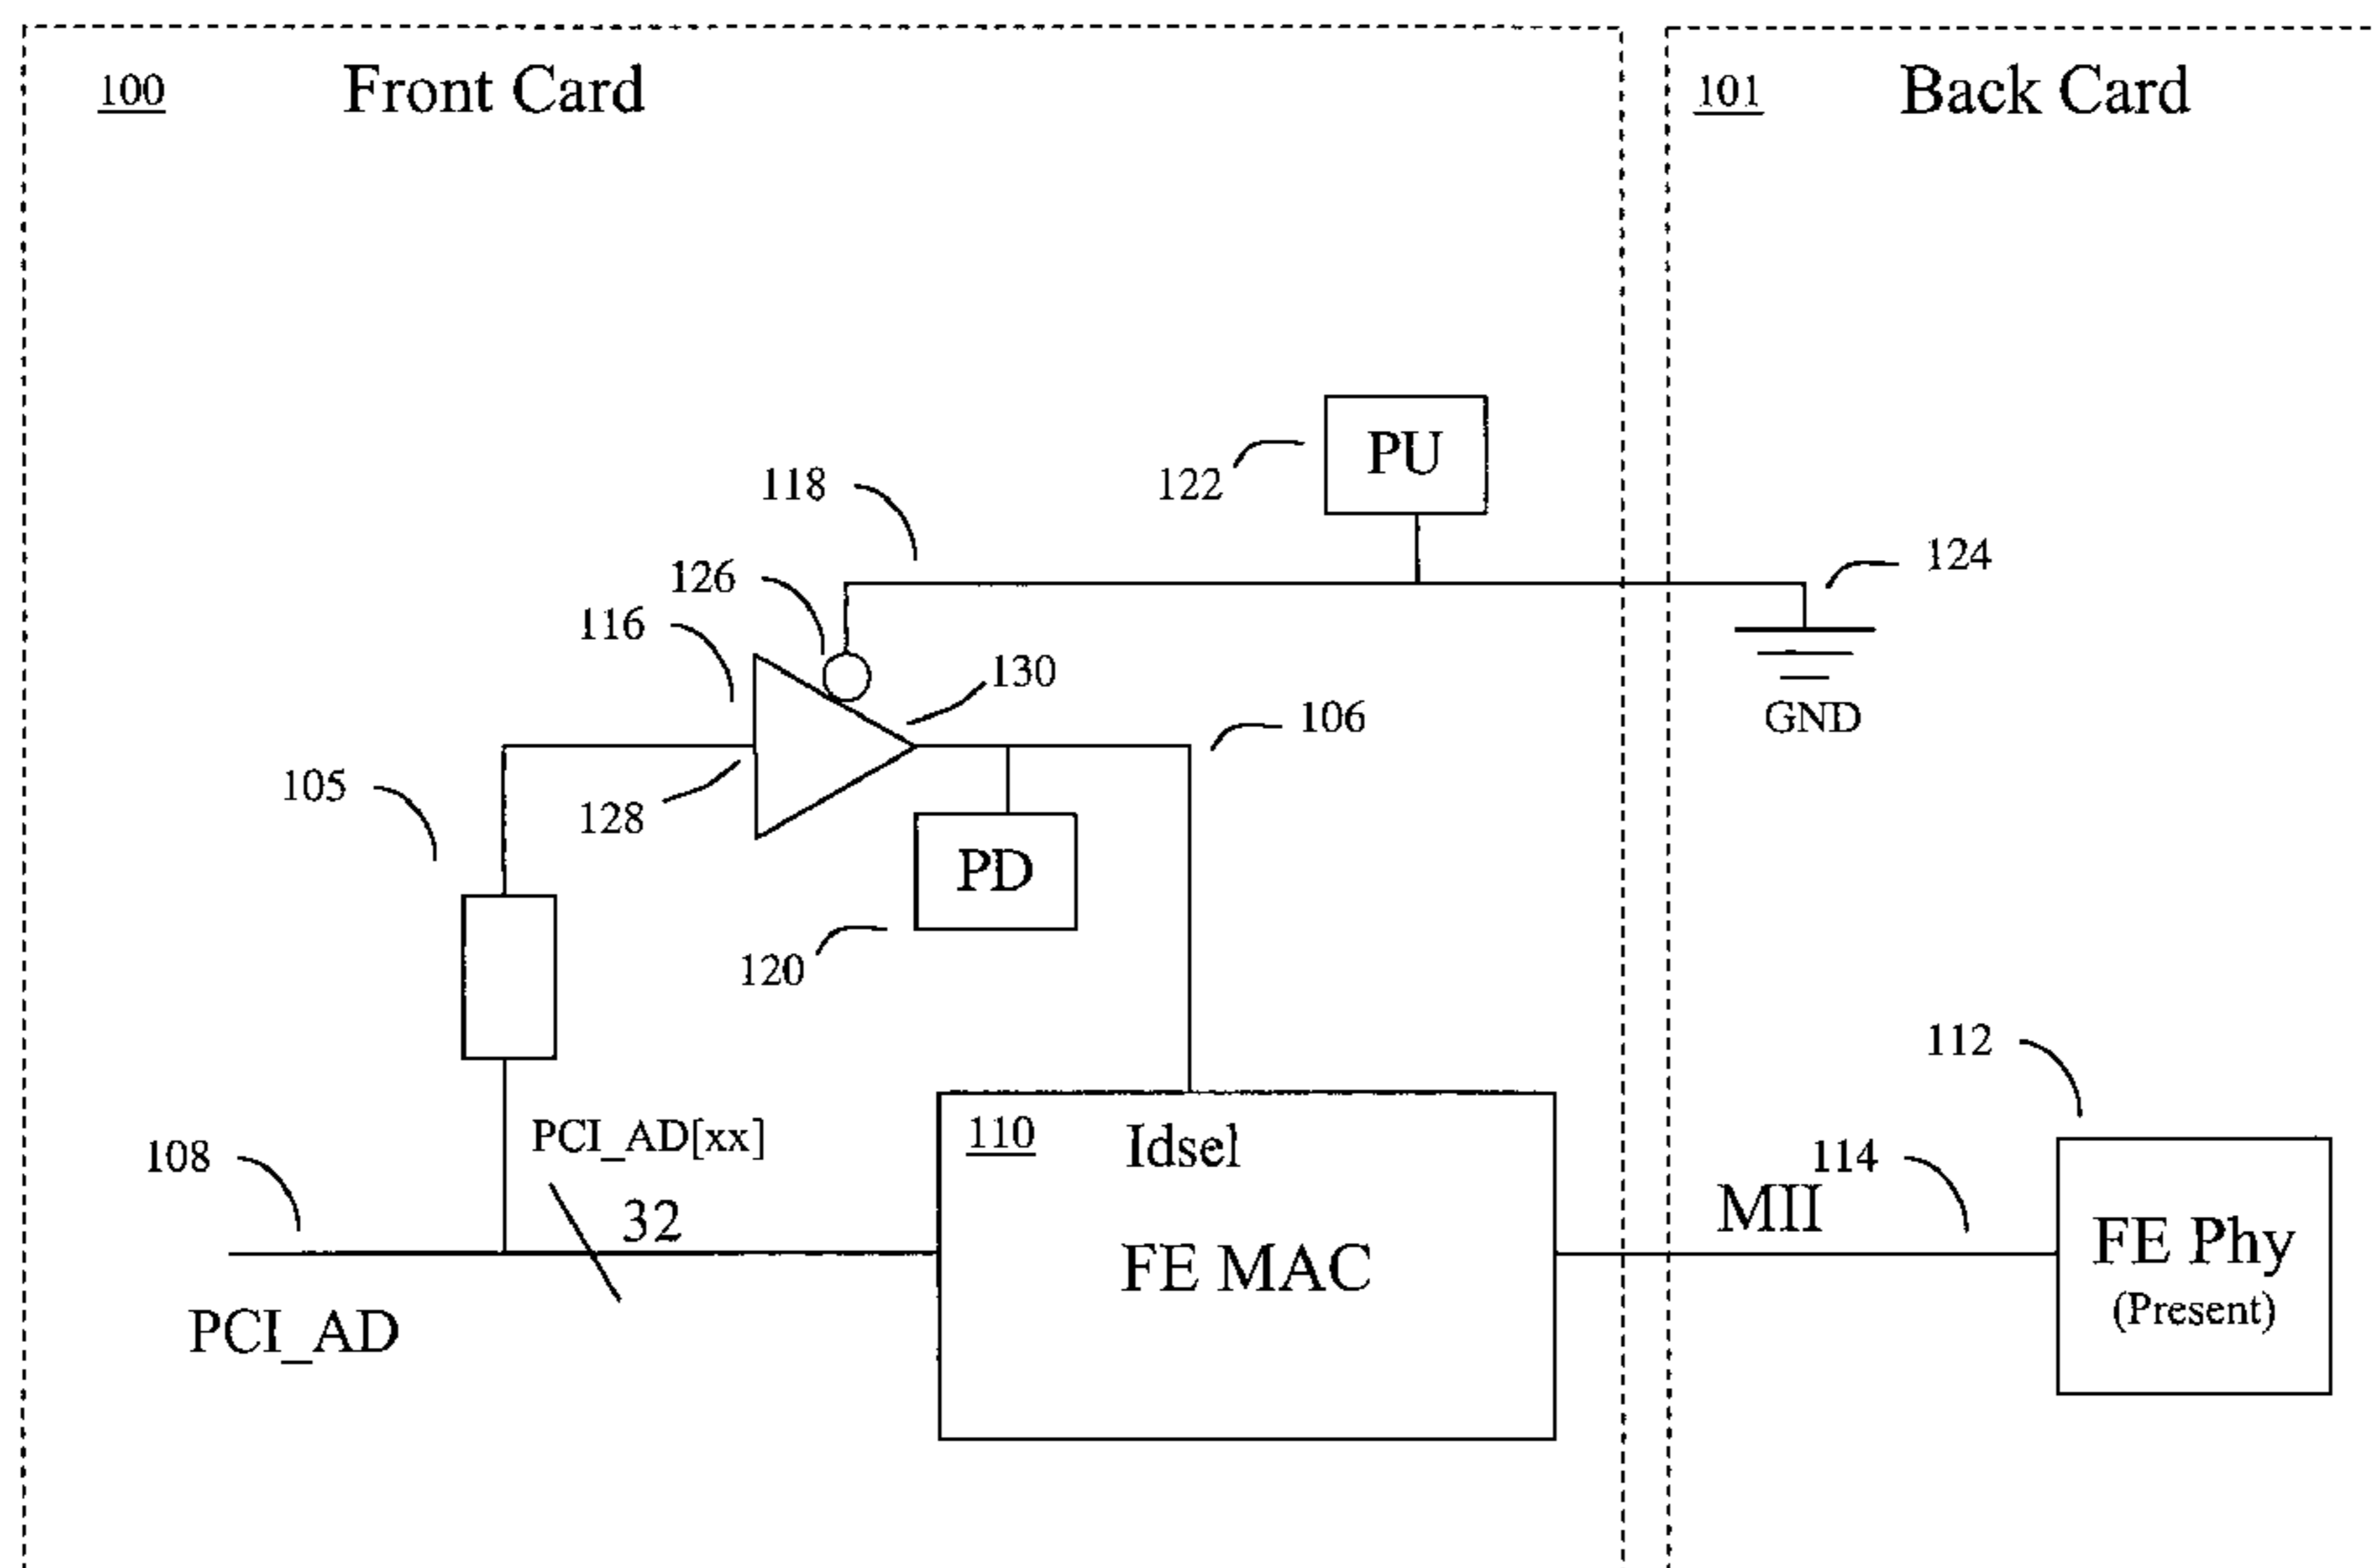 100
Front Card
101
Back Card
PU
122
118
124
126
116
130
GND
106
105
128
PD
120
112
PCI_AD[xx]
110
Idsel
108
114
32
MII
FE Phy
FE MAC
(Present)
PCI_AD